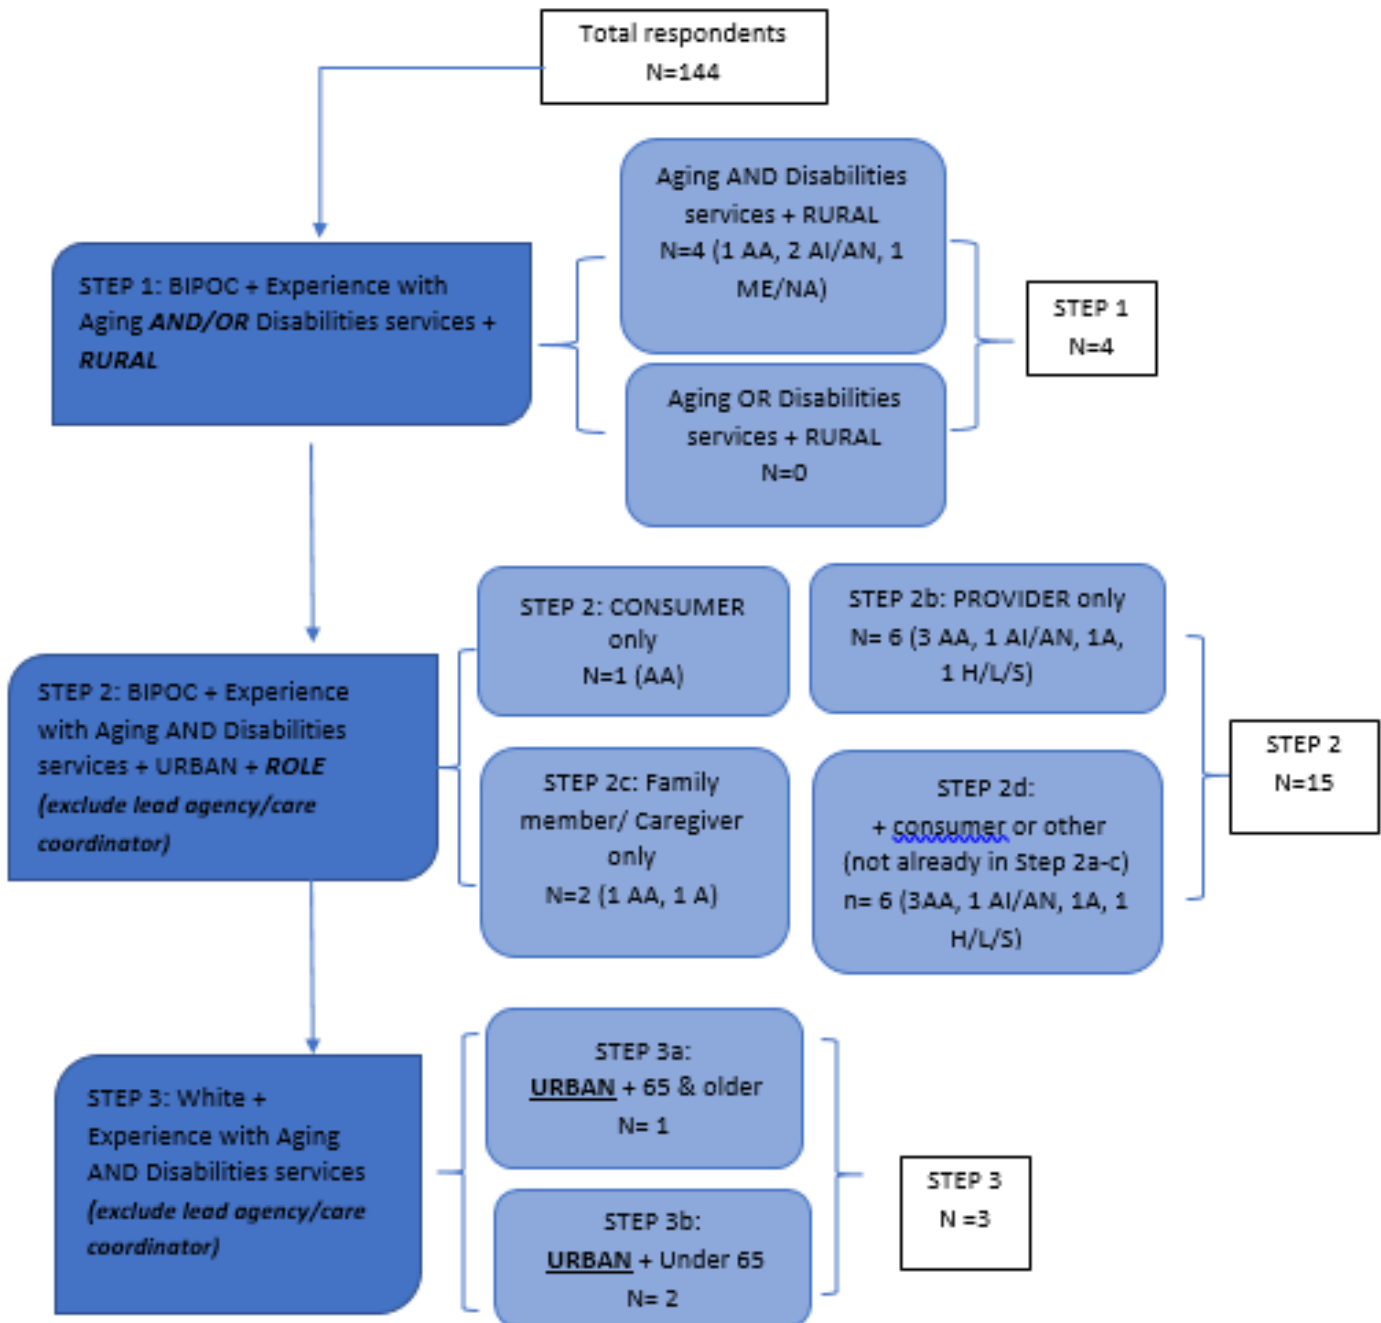 Total respondents
N=144
Aging AND Disabilities
services + RURAL
N=4 (1 AA, 2 AI/AN, 1
ME/NA)
STEP 1: BIPOC + Experience with
Aging AND/OR Disabilities services +
RURAL
STEP 1
N=4
Aging OR Disabilities
services + RURAL
N=0
STEP 2: CONSUMER
only
N=1 (AA)
STEP 2b: PROVIDER only
N= 6 (3 AA, 1 AI/AN, 1A,
1 H/L/S)
STEP 2: BIPOC + Experience
with Aging AND Disabilities
services + URBAN + ROLE
(exclude lead agency/care
coordinator)
STEP 2c: Family
member/ Caregiver
only
N=2 (1 AA, 1 A)
STEP 2d:
+ consumer or other
(not already in Step 2a-c)
n= 6 (3AA, 1 AI/AN, 1A, 1
H/L/S)
STEP 2
N=15
STEP 3: White +
Experience with Aging
AND Disabilities services
(exclude lead agency/care
coordinator)
STEP 3a:
URBAN + 65 & older
N= 1
STEP 3b:
URBAN + Under 65
N= 2
STEP 3
N =3